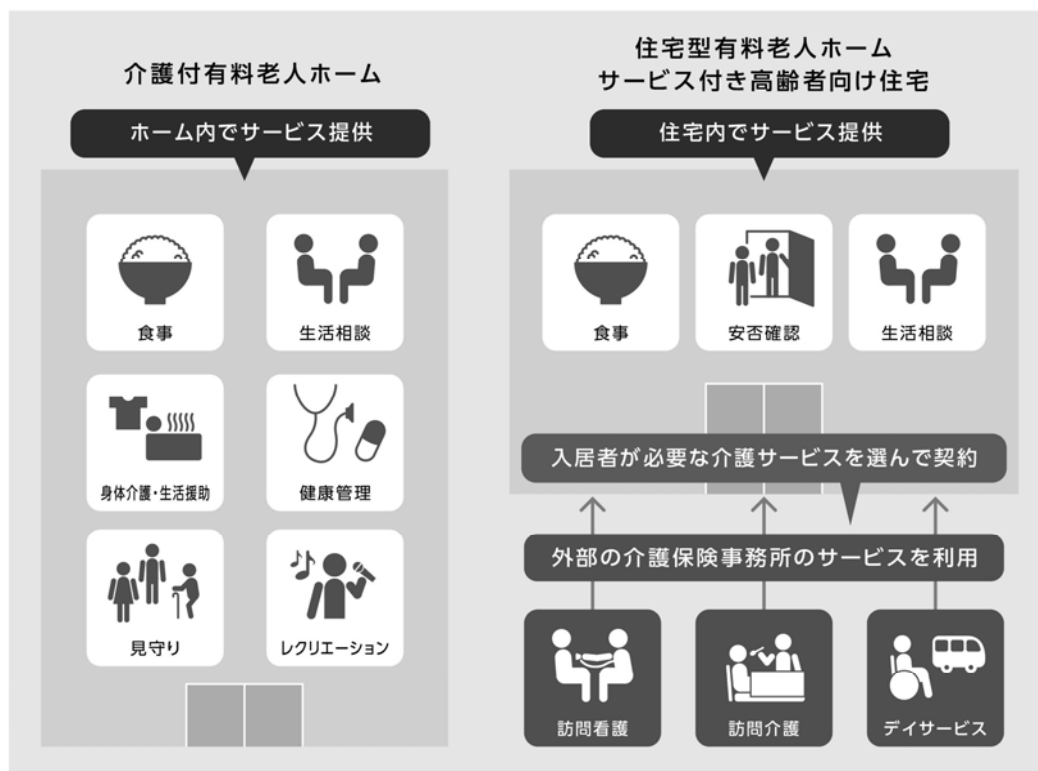 介護付有料老人ホーム
ホーム内でサービス提供
食事
生活相談
身体介護・生活援助
健康管理
見守り
レクリエーション
住宅型有料老人ホーム
サービス付き高齢者向け住宅
住宅内でサービス提供
食事
安否確認
生活相談
入居者が必要な介護サービスを選んで契約
外部の介護保険事務所のサービスを利用
訪問看護
訪問介護
デイサービス